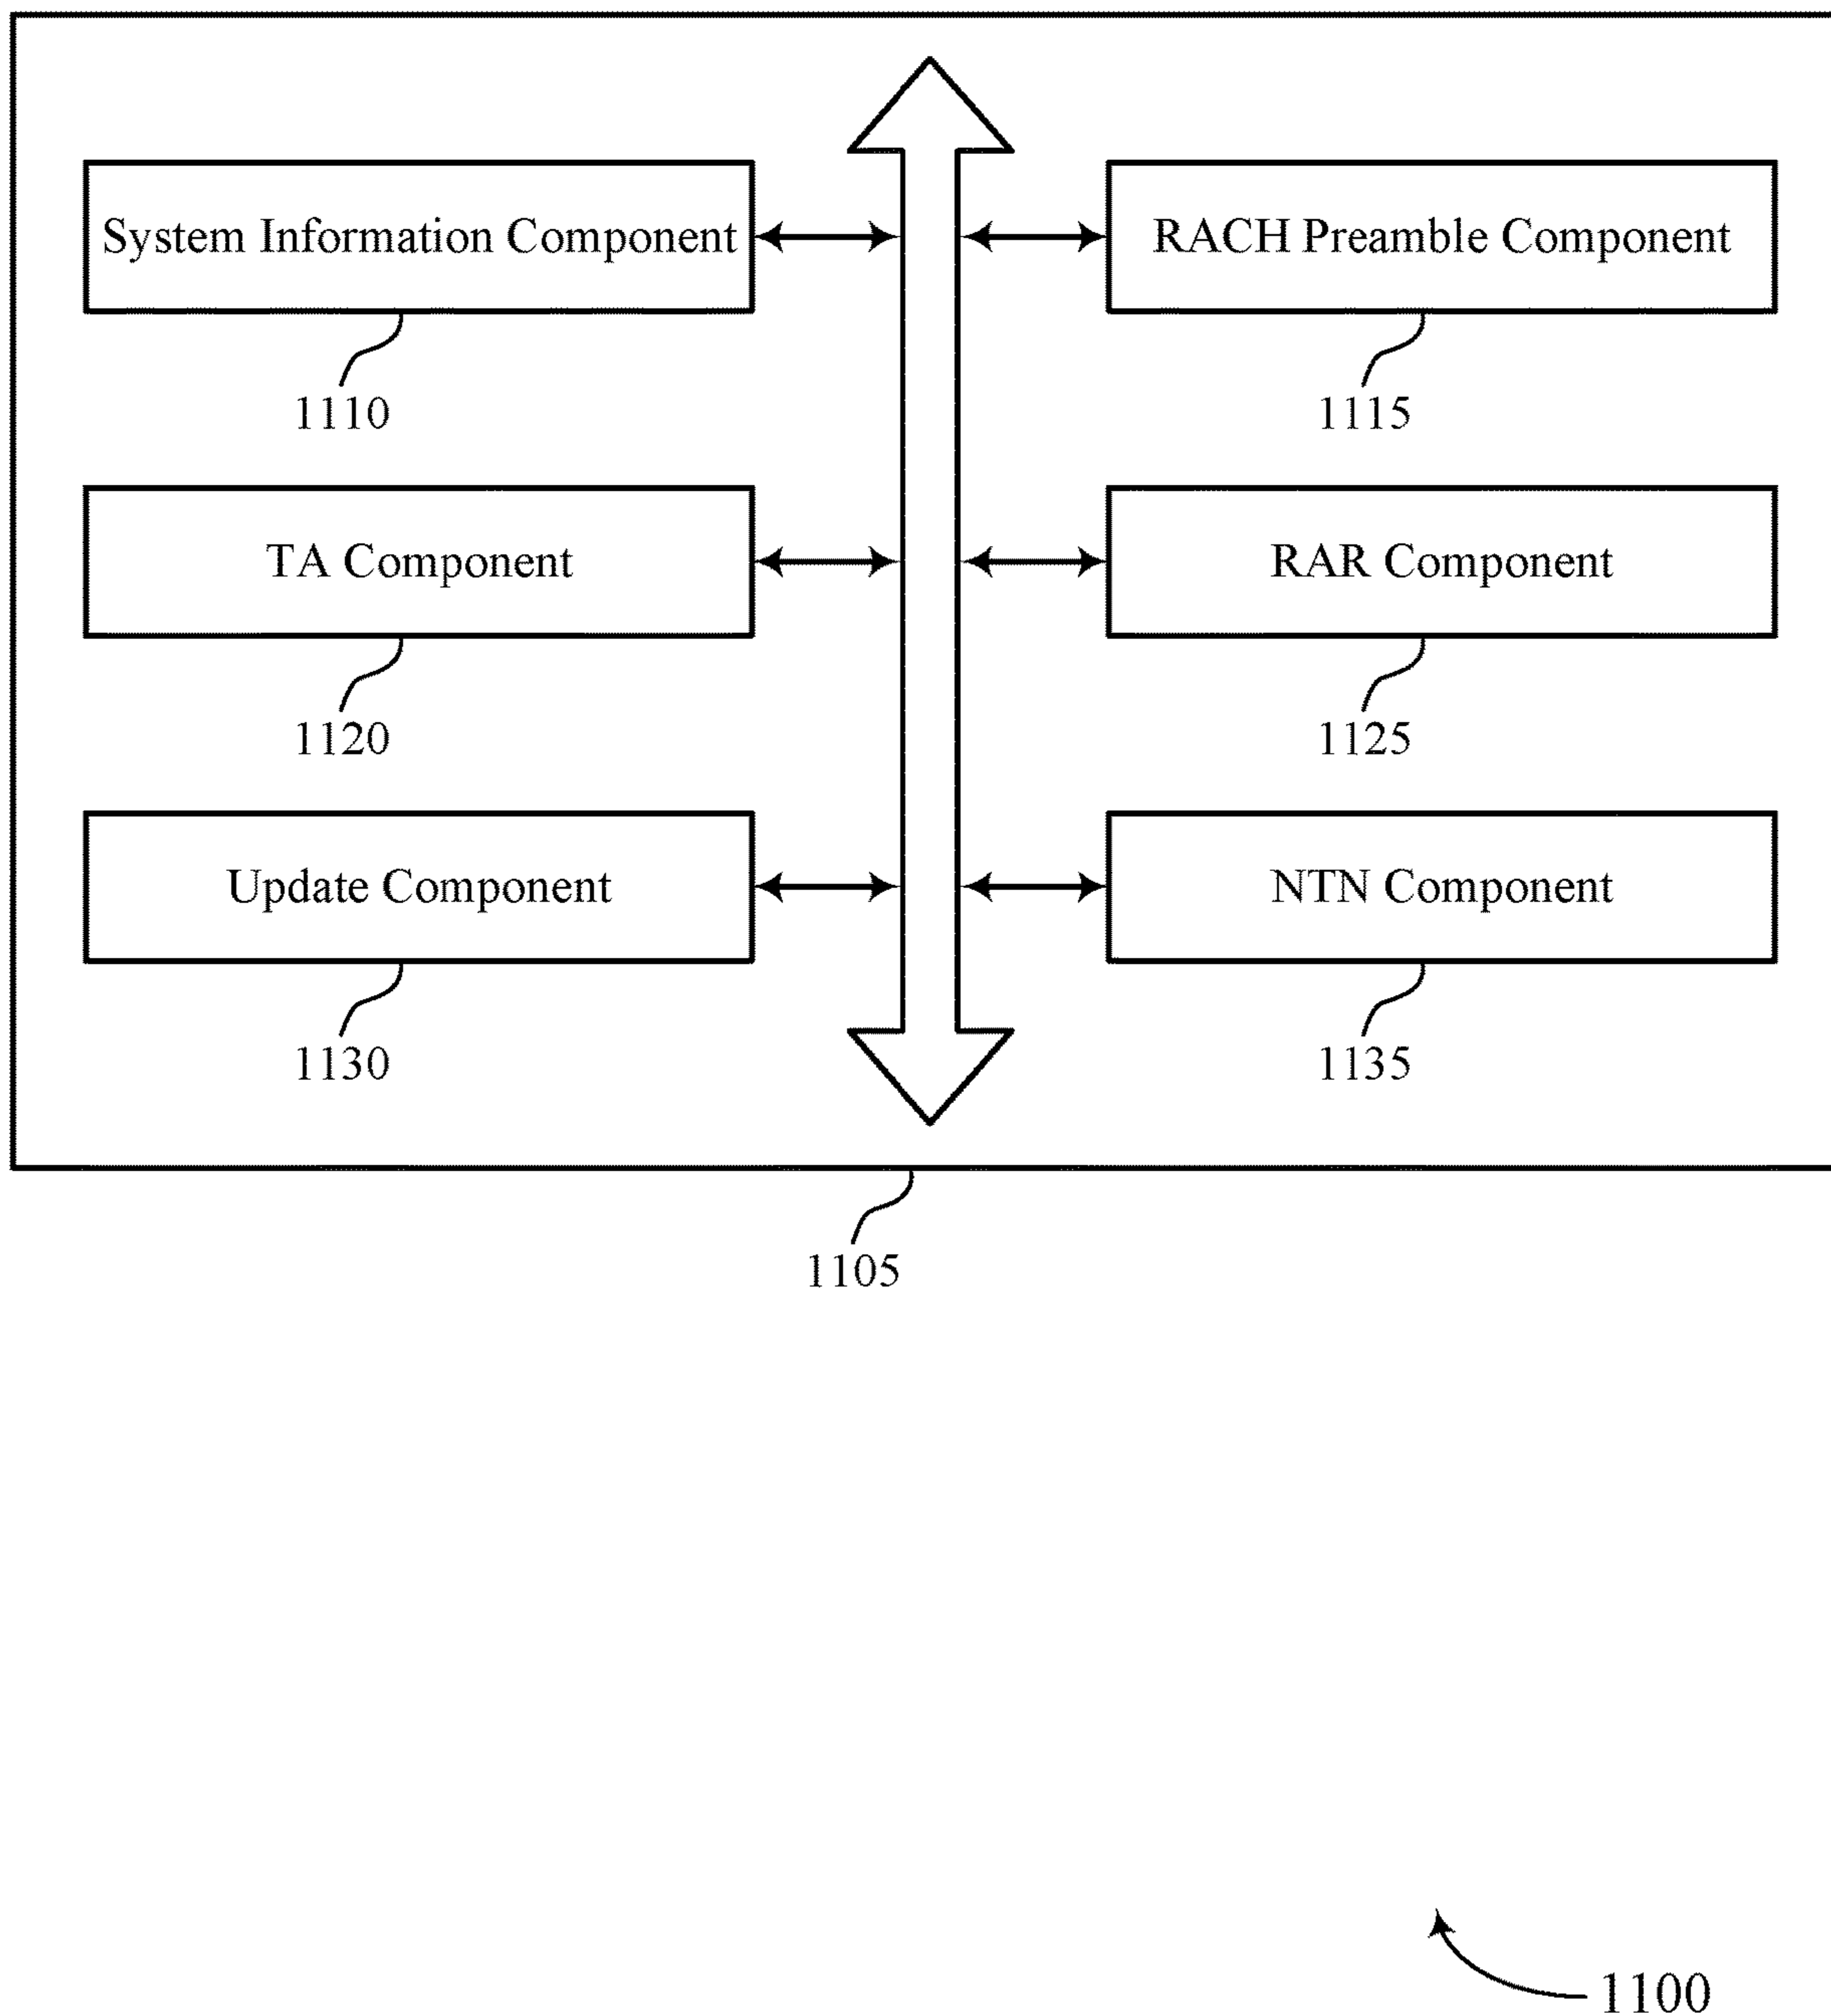 System Information Component
RACH Preamble Component
1110
1115
TA Component
RAR Component
1120
1125
Update Component
NTN Component
1130
1135
1105
1100